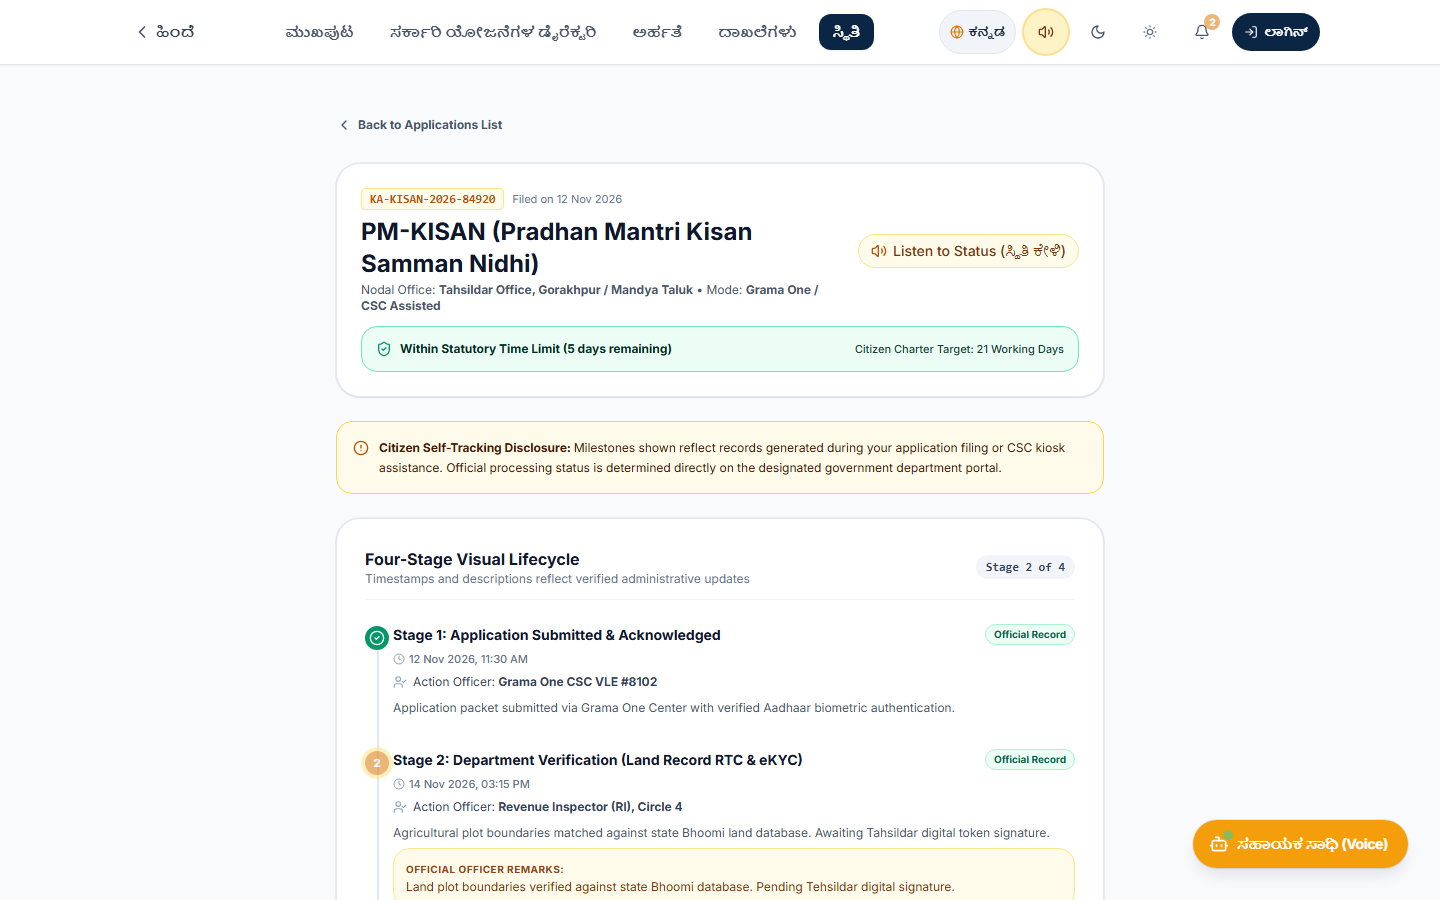 ಹಿಂದೆ
ಮುಖಪುಟ
ಸರ್ಕಾರಿ ಯೋಜನೆಗಳ ಡೈರೆಕ್ಟರಿ
ಅರ್ಹತೆ
ದಾಖಲೆಗಳು
ಸ್ಥಿತಿ
ಕನ್ನಡ
2
ಲಾಗಿನ್
Back to Applications List
KA-KISAN-2026-84920 Filed on 12 Nov 2026
PM-KISAN (Pradhan Mantri Kisan
Samman Nidhi)
Listen to Status (ಸ್ಥಿತಿ ಕೇಳಿ)
Nodal Office: Tahsildar Office, Gorakhpur / Mandya Taluk • Mode: Grama One /
CSC Assisted
Within Statutory Time Limit (5 days remaining)
Citizen Charter Target: 21 Working Days
Citizen Self-Tracking Disclosure: Milestones shown reflect records generated during your application filing or CSC kiosk
assistance. Official processing status is determined directly on the designated government department portal.
Four-Stage Visual Lifecycle
Timestamps and descriptions reflect verified administrative updates
Stage 2 of 4
Stage 1: Application Submitted & Acknowledged
Official Record
12 Nov 2026, 11:30 AM
Action Officer: Grama One CSC VLE #8102
Application packet submitted via Grama One Center with verified Aadhaar biometric authentication.
2
Stage 2: Department Verification (Land Record RTC & eKYC)
Official Record
14 Nov 2026, 03:15 PM
Action Officer: Revenue Inspector (RI), Circle 4
Agricultural plot boundaries matched against state Bhoomi land database. Awaiting Tahsildar digital token signature.
OFFICIAL OFFICER REMARKS:
Land plot boundaries verified against state Bhoomi database. Pending Tehsildar digital signature.
ಸಹಾಯಕ ಸಾಥಿ (Voice)